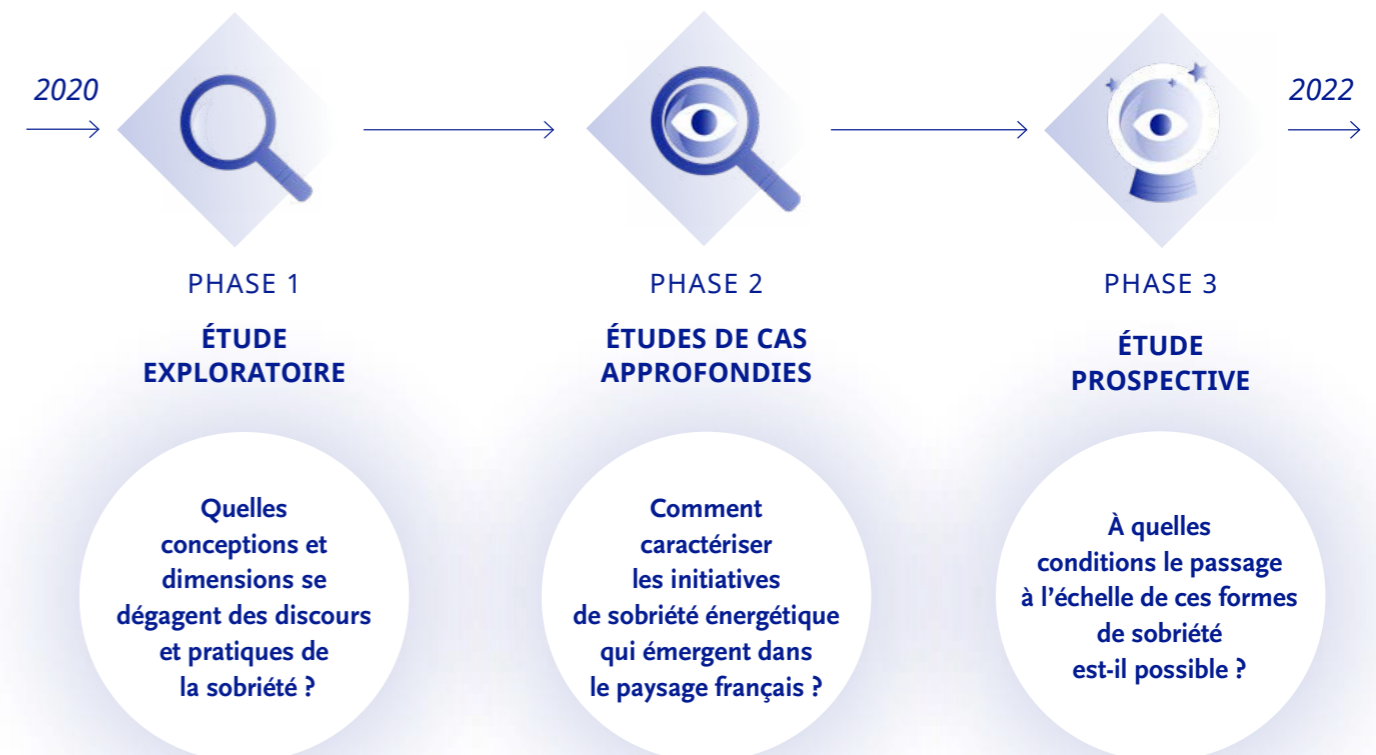 2020
2022
PHASE 1
ÉTUDE
EXPLORATOIRE
Quelles
conceptions et
dimensions se
dégagent des discours
et pratiques de
la sobriété ?
PHASE 2
ÉTUDES DE CAS
APPROFONDIES
Comment
caractériser
les initiatives
de sobriété énergétique
qui émergent dans
le paysage français ?
PHASE 3
ÉTUDE
PROSPECTIVE
À quelles
conditions le passage
à l’échelle de ces formes
de sobriété
est-il possible ?